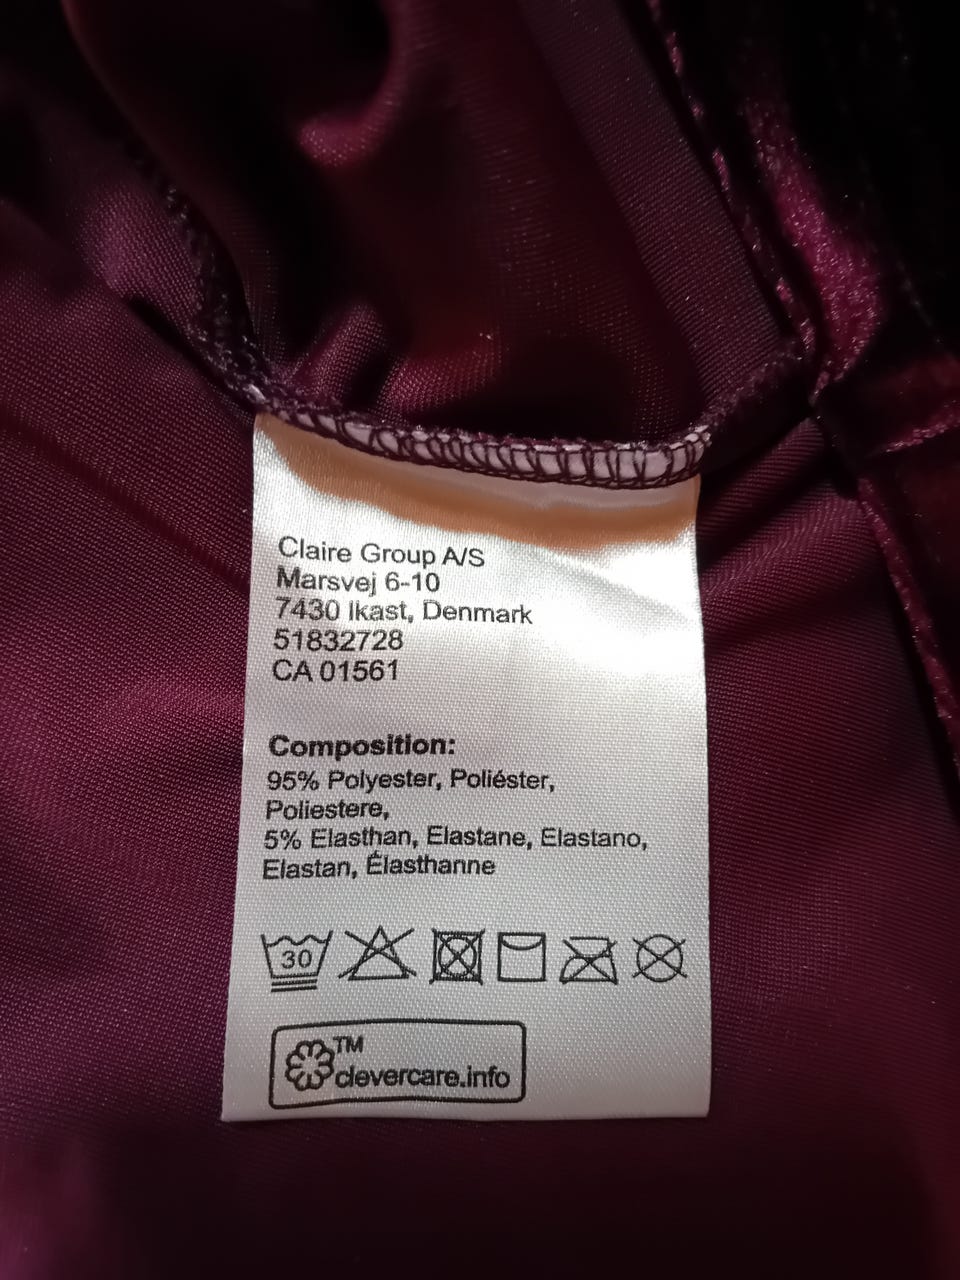 Claire Group A/S
Marsvej 6-10
7430 Ikast, Denmark
51832728
CA 01561
Composition:
95% Polyester, Poliéster,
Poliestere,
5% Elasthan, Elastane, Elastano,
Elastan, Élasthanne
30
TM
clevercare.info